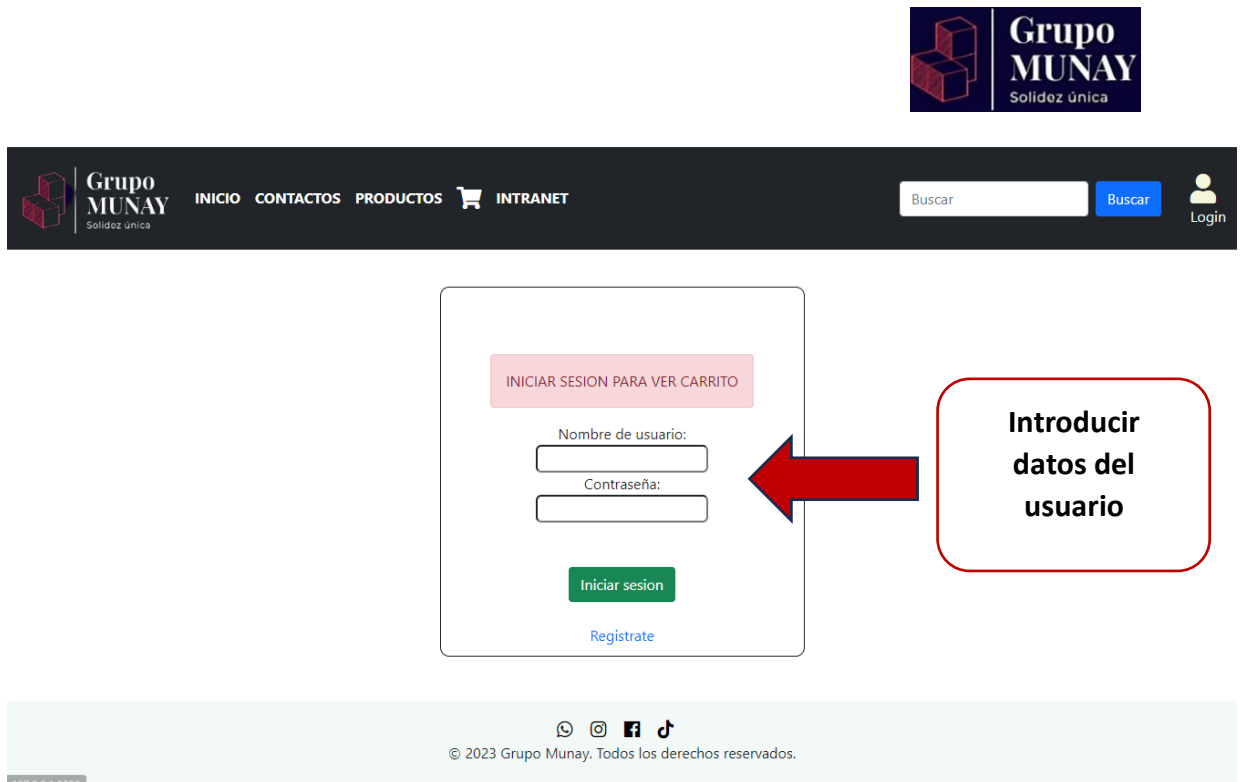 Grupo
MUNAY
Solidez única
Grupo
MUNAY
Solidez única
INICIO CONTACTOS PRODUCTOS INTRANET
Buscar
Buscar
Login
INICIAR SESION PARA VER CARRITO
Nombre de usuario:
Contraseña:
Iniciar sesion
Registrate
Introducir
datos del
usuario
© 2023 Grupo Munay. Todos los derechos reservados.